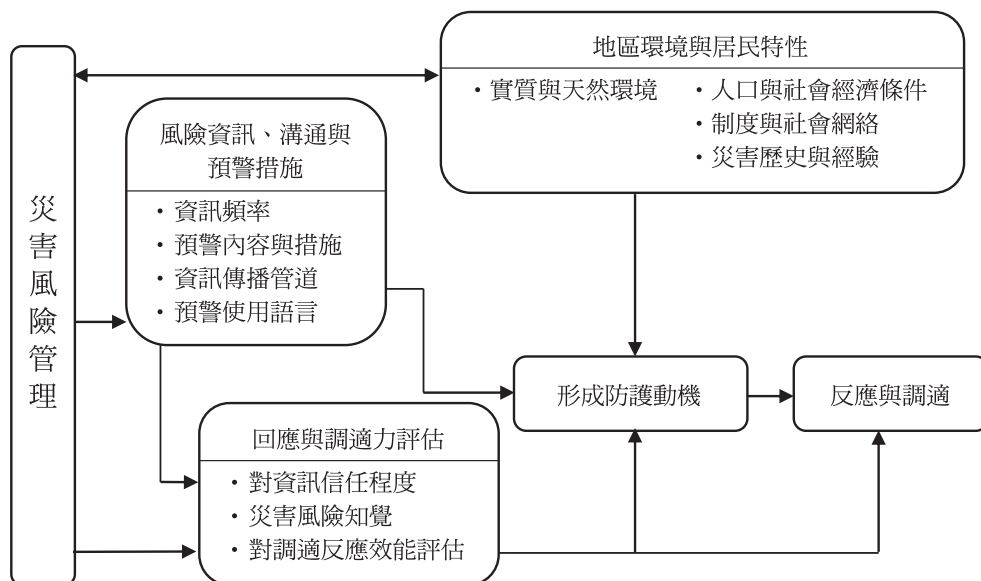 災害風險管理
地區環境與居民特性
・實質與天然環境
・人口與社會經濟條件
・制度與社會網絡
・災害歷史與經驗
風險資訊、溝通與
預警措施
・資訊頻率
・預警內容與措施
・資訊傳播管道
・預警使用語言
形成防護動機
反應與調適
回應與調適力評估
・對資訊信任程度
・災害風險知覺
・對調適反應效能評估